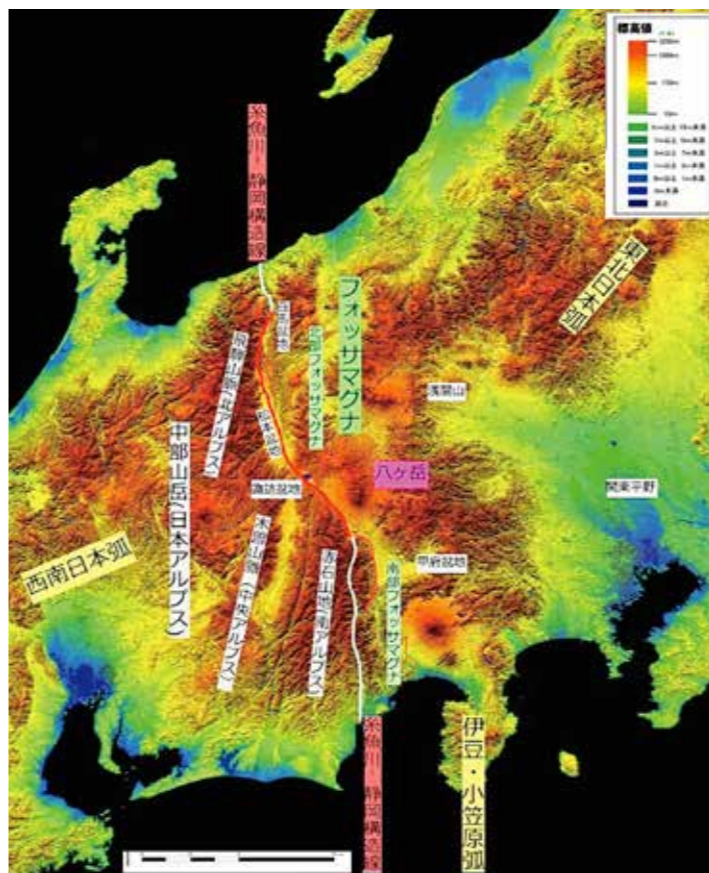 標高値
糸魚川－静岡構造線
東北日本弧
フォッサマグナ
北部フォッサマグナ
飛騨山脈(北アルプス)
松本盆地
浅間山
八ヶ岳
諏訪盆地
関東平野
中部山岳(日本アルプス)
西南日本弧
木曽山脈(中央アルプス)
赤石山地(南アルプス)
甲府盆地
南部フォッサマグナ
糸魚川－静岡構造線
伊豆・小笠原弧